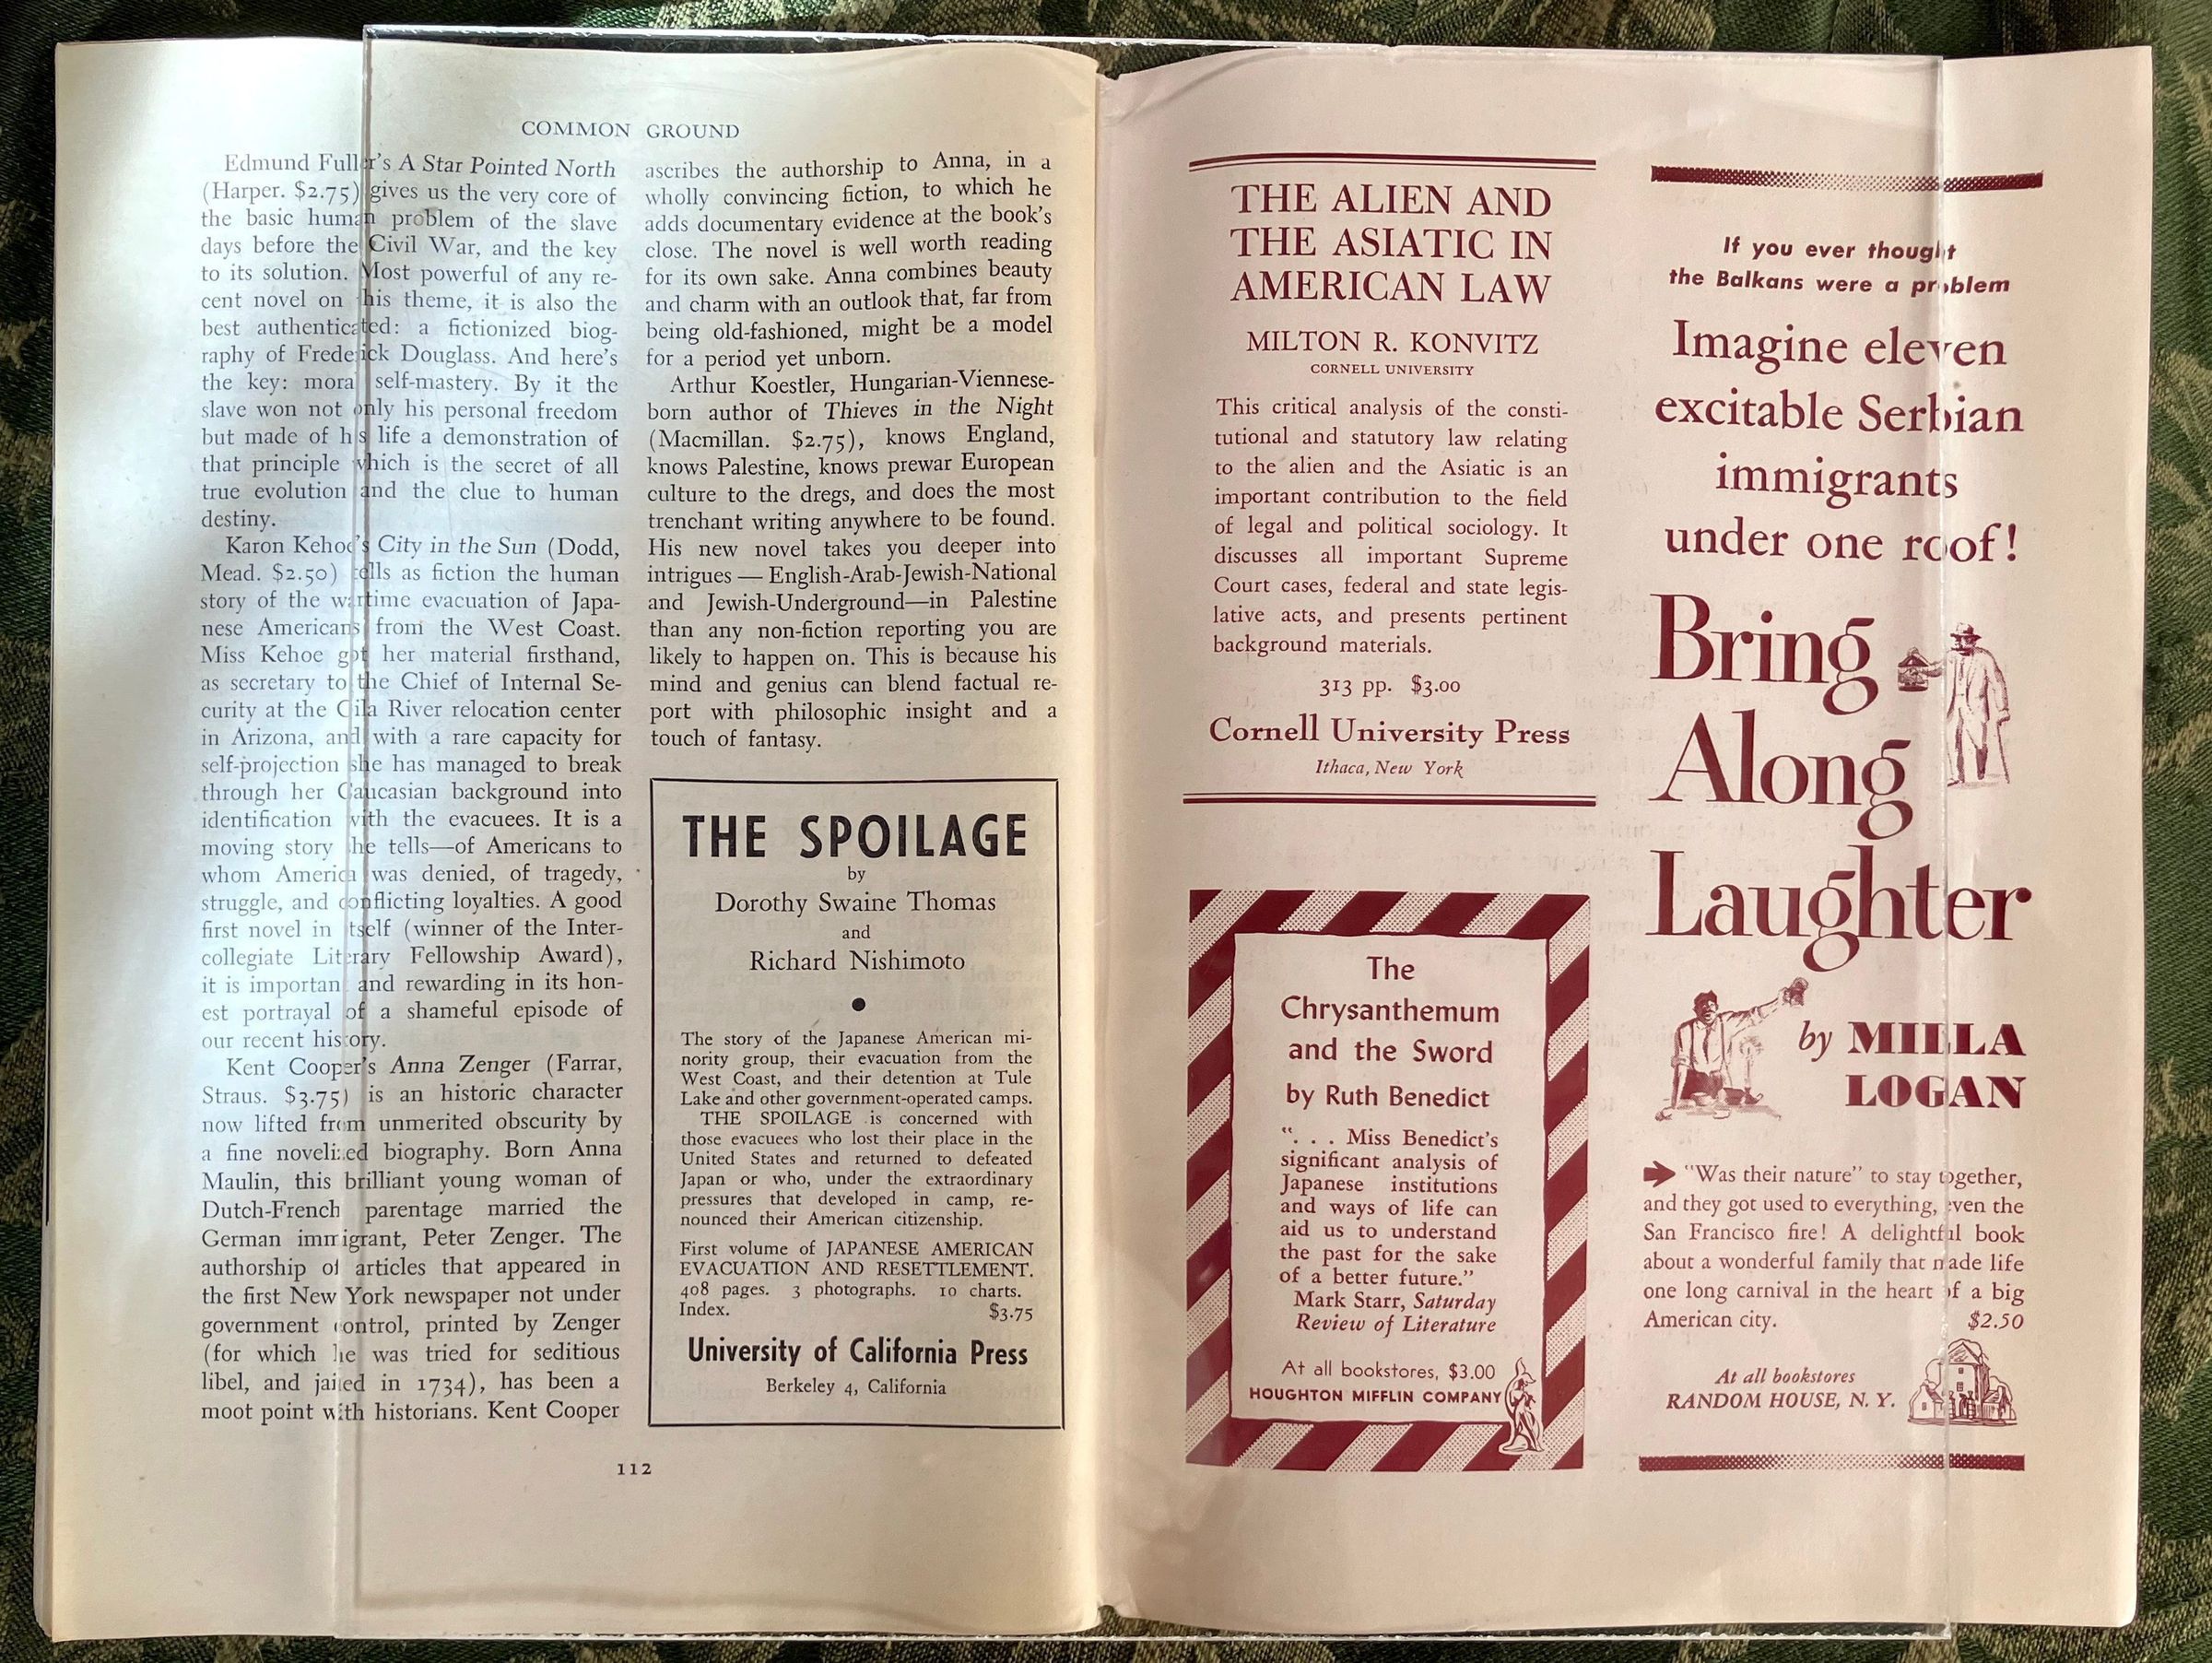 COMMON GROUND
Edmund Fuller's A Star Pointed North
(Harper. $2.75) gives us the very core of
the basic human problem of the slave
days before the Civil War, and the key
to its solution. Most powerful of any re-
cent novel on this theme, it is also the
best authenticated: a fictionized biog-
raphy of Frederick Douglass. And here's
the key: moral self-mastery. By it the
slave won not only his personal freedom
but made of his life a demonstration of
that principle which is the secret of all
true evolution and the clue to human
destiny.
Karon Kehoe's City in the Sun (Dodd,
Mead. $2.50) tells as fiction the human
story of the wartime evacuation of Japa-
nese Americans from the West Coast.
Miss Kehoe got her material firsthand,
as secretary to the Chief of Internal Se-
curity at the Gila River relocation center
in Arizona, and with a rare capacity for
self-projection she has managed to break
through her Caucasian background into
identification with the evacuees. It is a
moving story she tells—of Americans to
whom America was denied, of tragedy,
struggle, and conflicting loyalties. A good
first novel in itself (winner of the Inter-
collegiate Literary Fellowship Award),
it is important and rewarding in its hon-
est portrayal of a shameful episode of
our recent history.
Kent Cooper's Anna Zenger (Farrar,
Straus. $3.75) is an historic character
now lifted from unmerited obscurity by
a fine novelized biography. Born Anna
Maulin, this brilliant young woman of
Dutch-French parentage married the
German immigrant, Peter Zenger. The
authorship of articles that appeared in
the first New York newspaper not under
government control, printed by Zenger
(for which he was tried for seditious
libel, and jailed in 1734), has been a
moot point with historians. Kent Cooper
ascribes the authorship to Anna, in a
wholly convincing fiction, to which he
adds documentary evidence at the book's
close. The novel is well worth reading
for its own sake. Anna combines beauty
and charm with an outlook that, far from
being old-fashioned, might be a model
for a period yet unborn.
Arthur Koestler, Hungarian-Viennese-
born author of Thieves in the Night
(Macmillan. $2.75), knows England,
knows Palestine, knows prewar European
culture to the dregs, and does the most
trenchant writing anywhere to be found.
His new novel takes you deeper into
intrigues — English-Arab-Jewish-National
and Jewish-Underground—in Palestine
than any non-fiction reporting you are
likely to happen on. This is because his
mind and genius can blend factual re-
port with philosophic insight and a
touch of fantasy.
THE SPOILAGE
by
Dorothy Swaine Thomas
and
Richard Nishimoto
●
The story of the Japanese American mi-
nority group, their evacuation from the
West Coast, and their detention at Tule
Lake and other government-operated camps.
THE SPOILAGE is concerned with
those evacuees who lost their place in the
United States and returned to defeated
Japan or who, under the extraordinary
pressures that developed in camp, re-
nounced their American citizenship.
First volume of JAPANESE AMERICAN
EVACUATION AND RESETTLEMENT.
408 pages. 3 photographs. 10 charts.
Index. $3.75
University of California Press
Berkeley 4, California
112
THE ALIEN AND
THE ASIATIC IN
AMERICAN LAW
MILTON R. KONVITZ
CORNELL UNIVERSITY
This critical analysis of the consti-
tutional and statutory law relating
to the alien and the Asiatic is an
important contribution to the field
of legal and political sociology. It
discusses all important Supreme
Court cases, federal and state legis-
lative acts, and presents pertinent
background materials.
313 pp. $3.00
Cornell University Press
Ithaca, New York
The
Chrysanthemum
and the Sword
by Ruth Benedict
". . . Miss Benedict's
significant analysis of
Japanese institutions
and ways of life can
aid us to understand
the past for the sake
of a better future."
Mark Starr, Saturday
Review of Literature
At all bookstores, $3.00
HOUGHTON MIFFLIN COMPANY
If you ever thought
the Balkans were a problem
Imagine eleven
excitable Serbian
immigrants
under one roof!
Bring
Along
Laughter
by MILLA
LOGAN
"Was their nature" to stay together,
and they got used to everything, even the
San Francisco fire! A delightful book
about a wonderful family that made life
one long carnival in the heart of a big
American city. $2.50
At all bookstores
RANDOM HOUSE, N. Y.